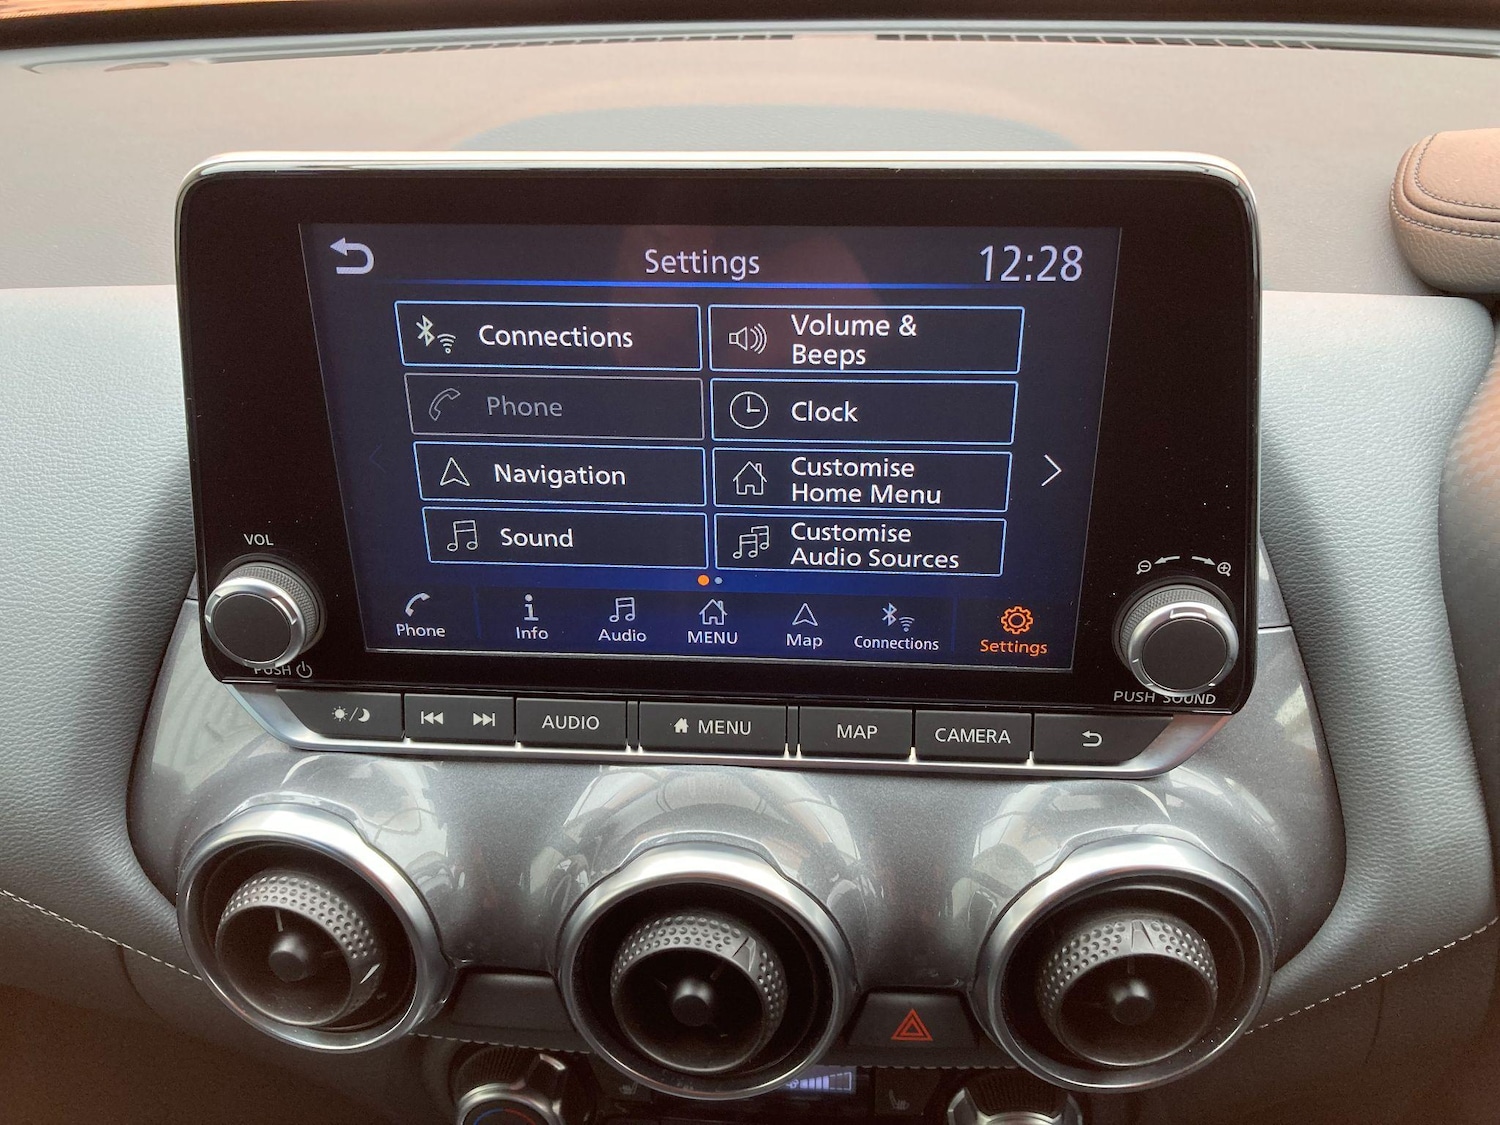 Settings
12:28
Connections
Volume &
Beeps
Phone
Clock
Navigation
Customise
Home Menu
Sound
Customise
Audio Sources
Phone
Info
Audio
MENU
Map
Connections
Settings
VOL
PUSH
PUSH SOUND
AUDIO
MENU
MAP
CAMERA